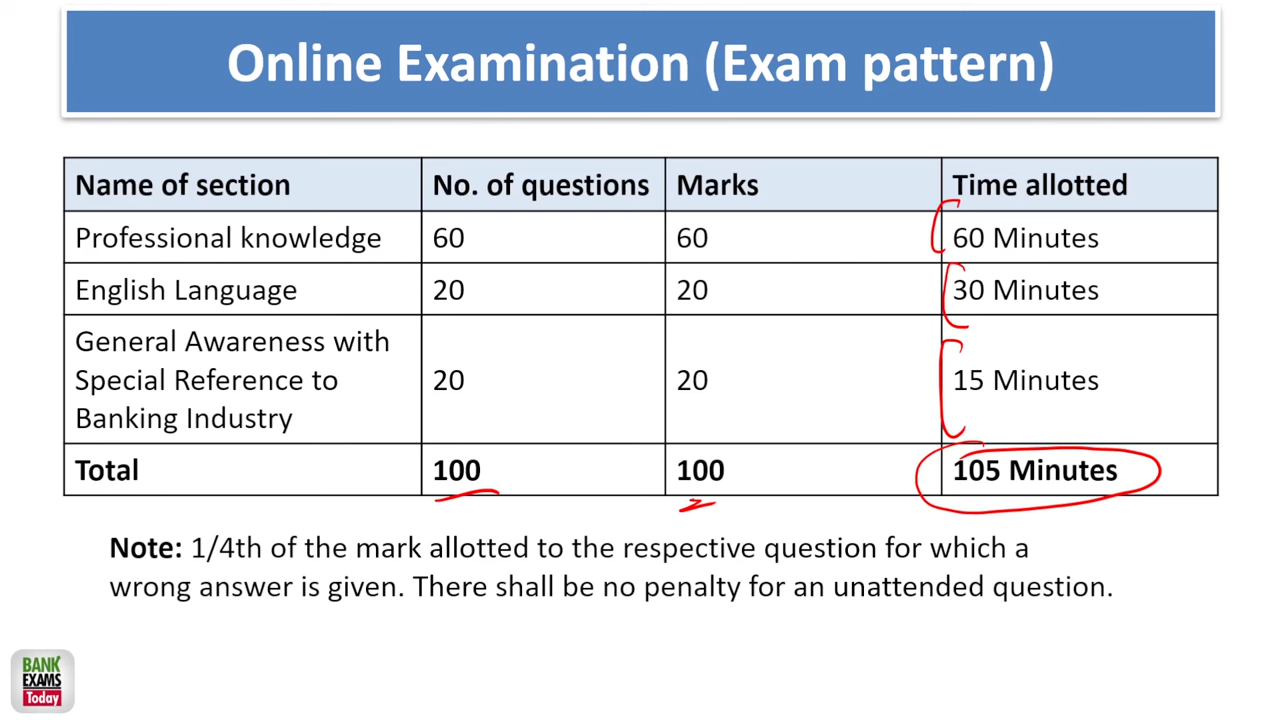 Online Examination (Exam pattern)
Name of section No. of questions Marks Time allotted
Professional knowledge 60 60 60 Minutes
English Language 20 20 30 Minutes
General Awareness with
Special Reference to 20 20 15 Minutes
Banking Industry
Total 100 100 105 Minutes
Note: 1/4th of the mark allotted to the respective question for which a
wrong answer is given. There shall be no penalty for an unattended question.
BANK
EXAMS
Today